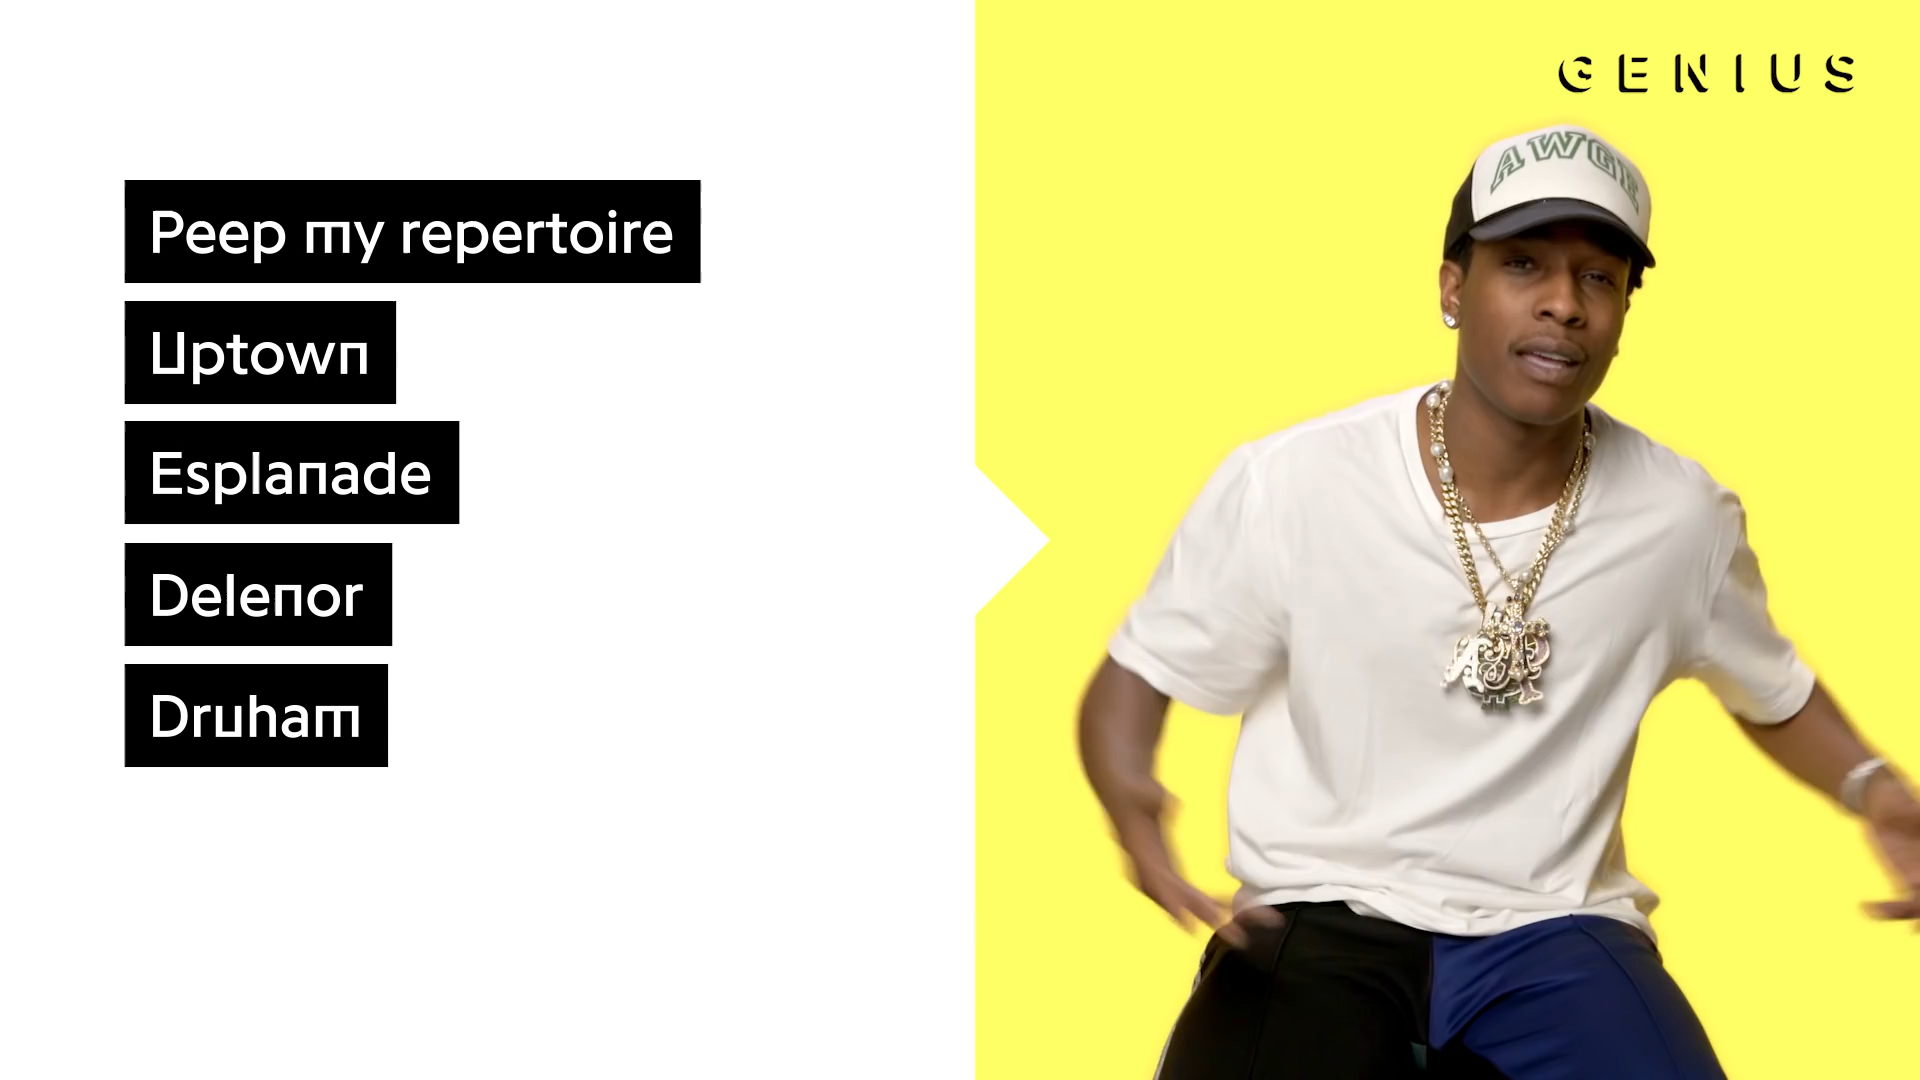 GENIUS
AWGE
Peep my repertoire
Uptown
Esplanade
Delenor
Druham